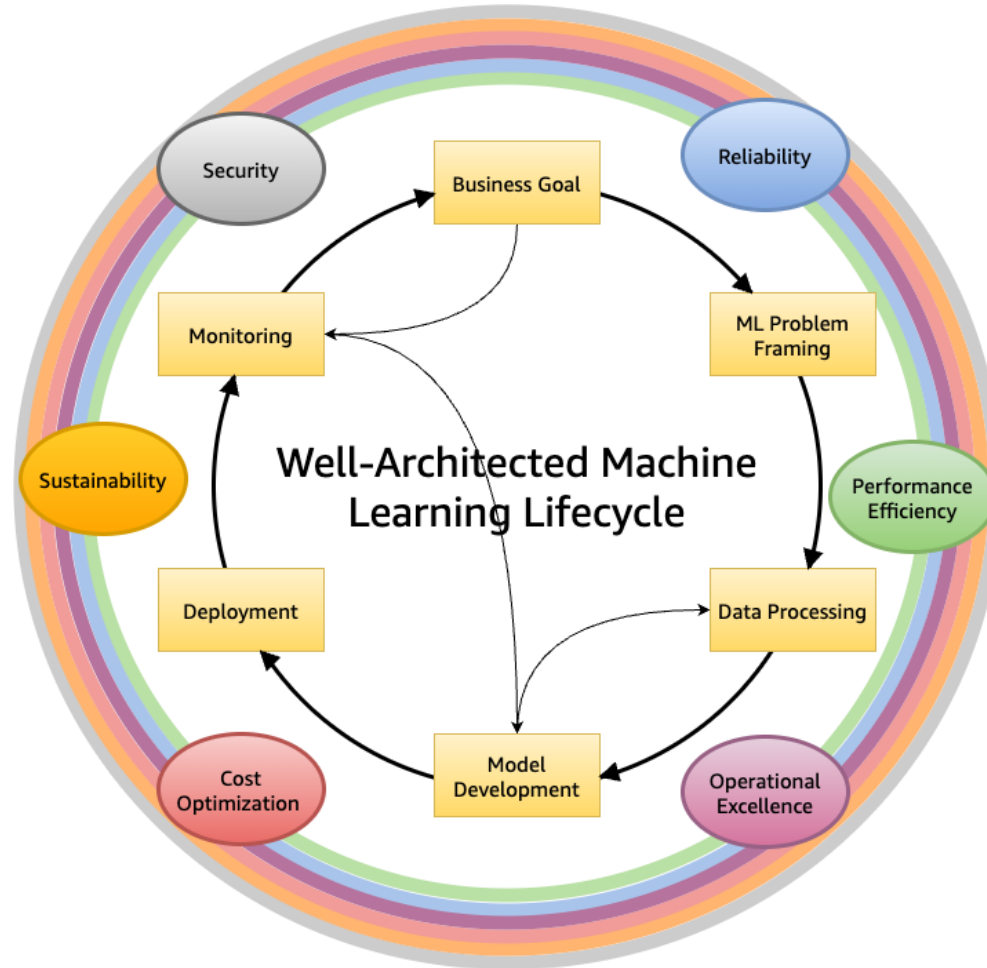 Security
Reliability
Business Goal
Monitoring
ML Problem
Framing
Well-Architected Machine
Learning Lifecycle
Sustainability
Performance
Efficiency
Deployment
Data Processing
Cost
Optimization
Model
Development
Operational
Excellence